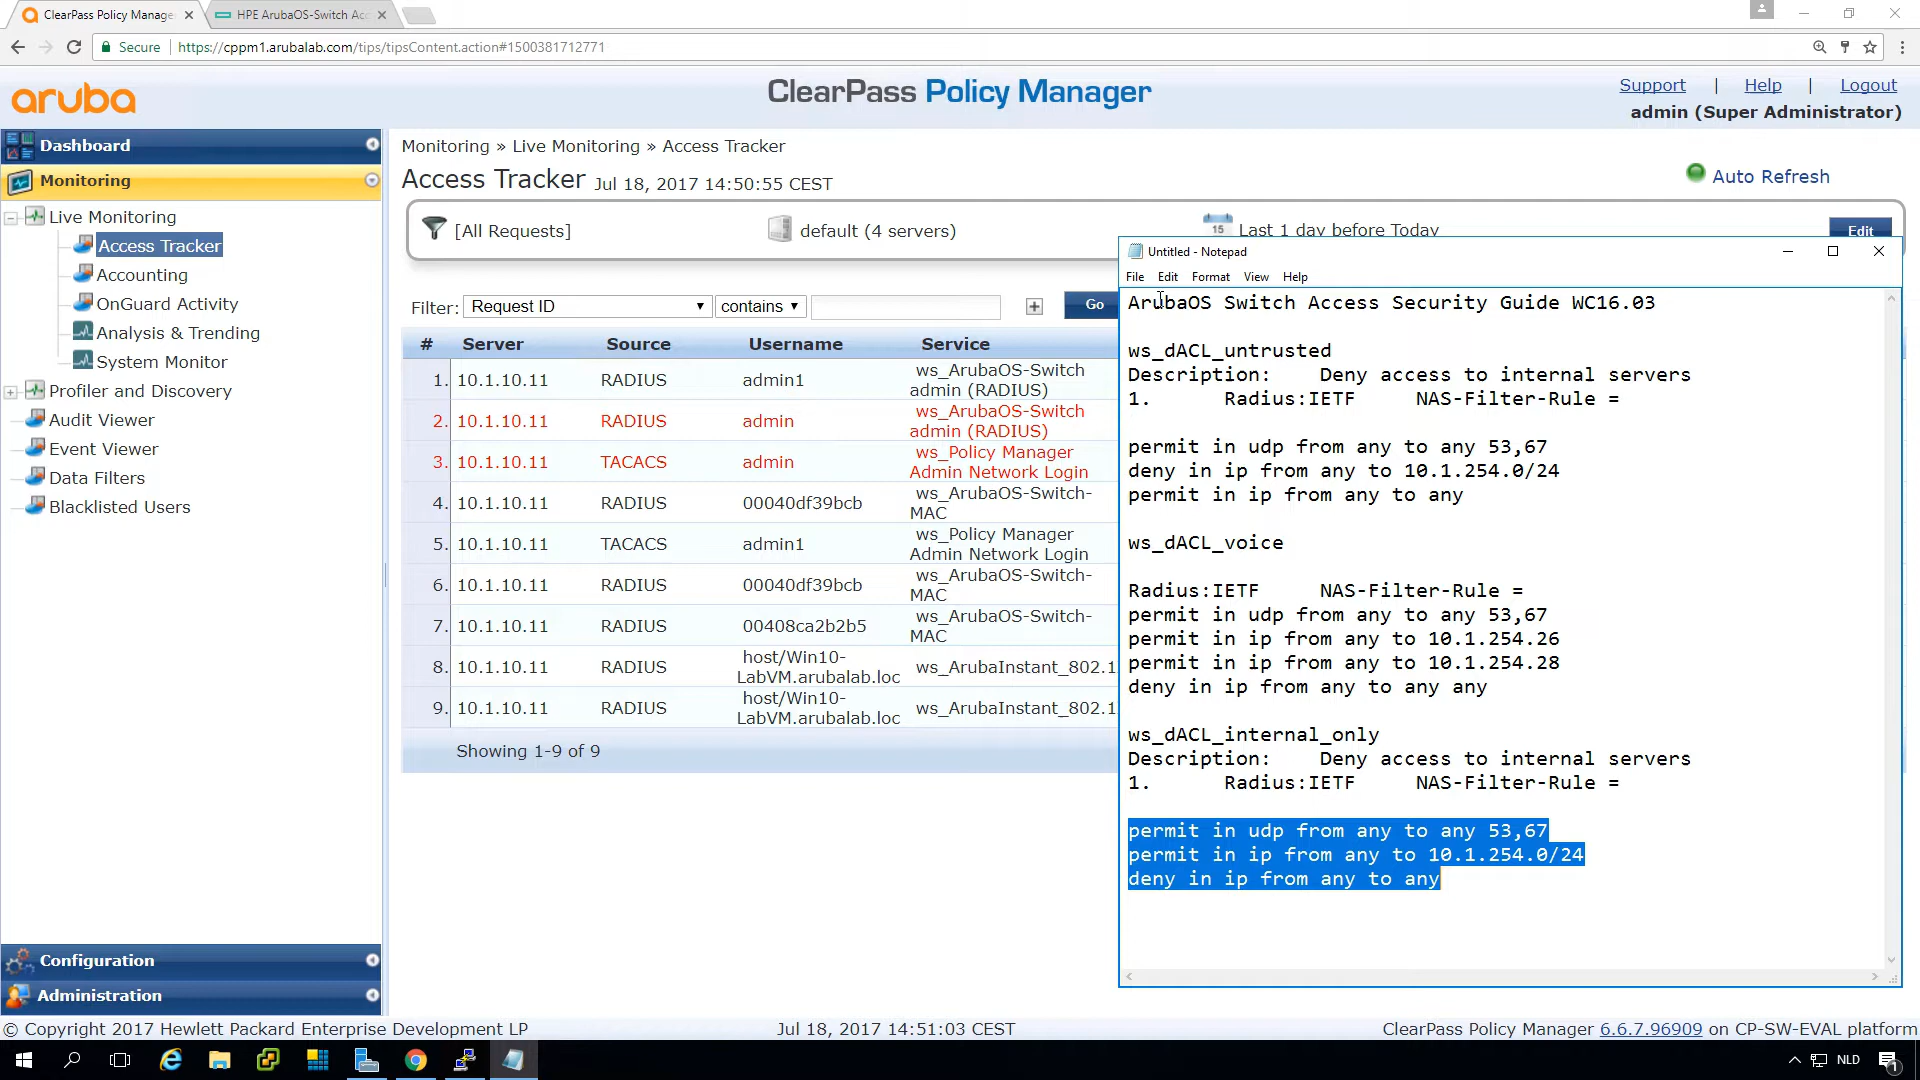 ClearPass Policy Manage
HPE ArubaOS-Switch Acc
Secure
https://cppm1.arubalab.com/tips/tipsContent.action#1500381712771
aruba
ClearPass Policy Manager
Support | Help | Logout
admin (Super Administrator)
Dashboard
Monitoring
Live Monitoring
Access Tracker
Accounting
OnGuard Activity
Analysis & Trending
System Monitor
Profiler and Discovery
Audit Viewer
Event Viewer
Data Filters
Blacklisted Users
Configuration
Administration
Monitoring » Live Monitoring » Access Tracker
Access Tracker Jul 18, 2017 14:50:55 CEST
Auto Refresh
[All Requests]
default (4 servers)
15
Last 1 day before Today
Edit
Filter: Request ID contains Go
# Server Source Username Service
1. 10.1.10.11 RADIUS admin1 ws_ArubaOS-Switch admin (RADIUS)
2. 10.1.10.11 RADIUS admin ws_ArubaOS-Switch admin (RADIUS)
3. 10.1.10.11 TACACS admin ws_Policy Manager Admin Network Login
4. 10.1.10.11 RADIUS 00040df39bcb ws_ArubaOS-Switch-MAC
5. 10.1.10.11 TACACS admin1 ws_Policy Manager Admin Network Login
6. 10.1.10.11 RADIUS 00040df39bcb ws_ArubaOS-Switch-MAC
7. 10.1.10.11 RADIUS 00408ca2b2b5 ws_ArubaOS-Switch-MAC
8. 10.1.10.11 RADIUS host/Win10-LabVM.arubalab.loc ws_ArubaInstant_802.1
9. 10.1.10.11 RADIUS host/Win10-LabVM.arubalab.loc ws_ArubaInstant_802.1
Showing 1-9 of 9
Untitled - Notepad
File Edit Format View Help
ArubaOS Switch Access Security Guide WC16.03
ws_dACL_untrusted
Description: Deny access to internal servers
1. Radius:IETF NAS-Filter-Rule =
permit in udp from any to any 53,67
deny in ip from any to 10.1.254.0/24
permit in ip from any to any
ws_dACL_voice
Radius:IETF NAS-Filter-Rule =
permit in udp from any to any 53,67
permit in ip from any to 10.1.254.26
permit in ip from any to 10.1.254.28
deny in ip from any to any any
ws_dACL_internal_only
Description: Deny access to internal servers
1. Radius:IETF NAS-Filter-Rule =
permit in udp from any to any 53,67
permit in ip from any to 10.1.254.0/24
deny in ip from any to any
© Copyright 2017 Hewlett Packard Enterprise Development LP
Jul 18, 2017 14:51:03 CEST
ClearPass Policy Manager 6.6.7.96909 on CP-SW-EVAL platform
NLD
1